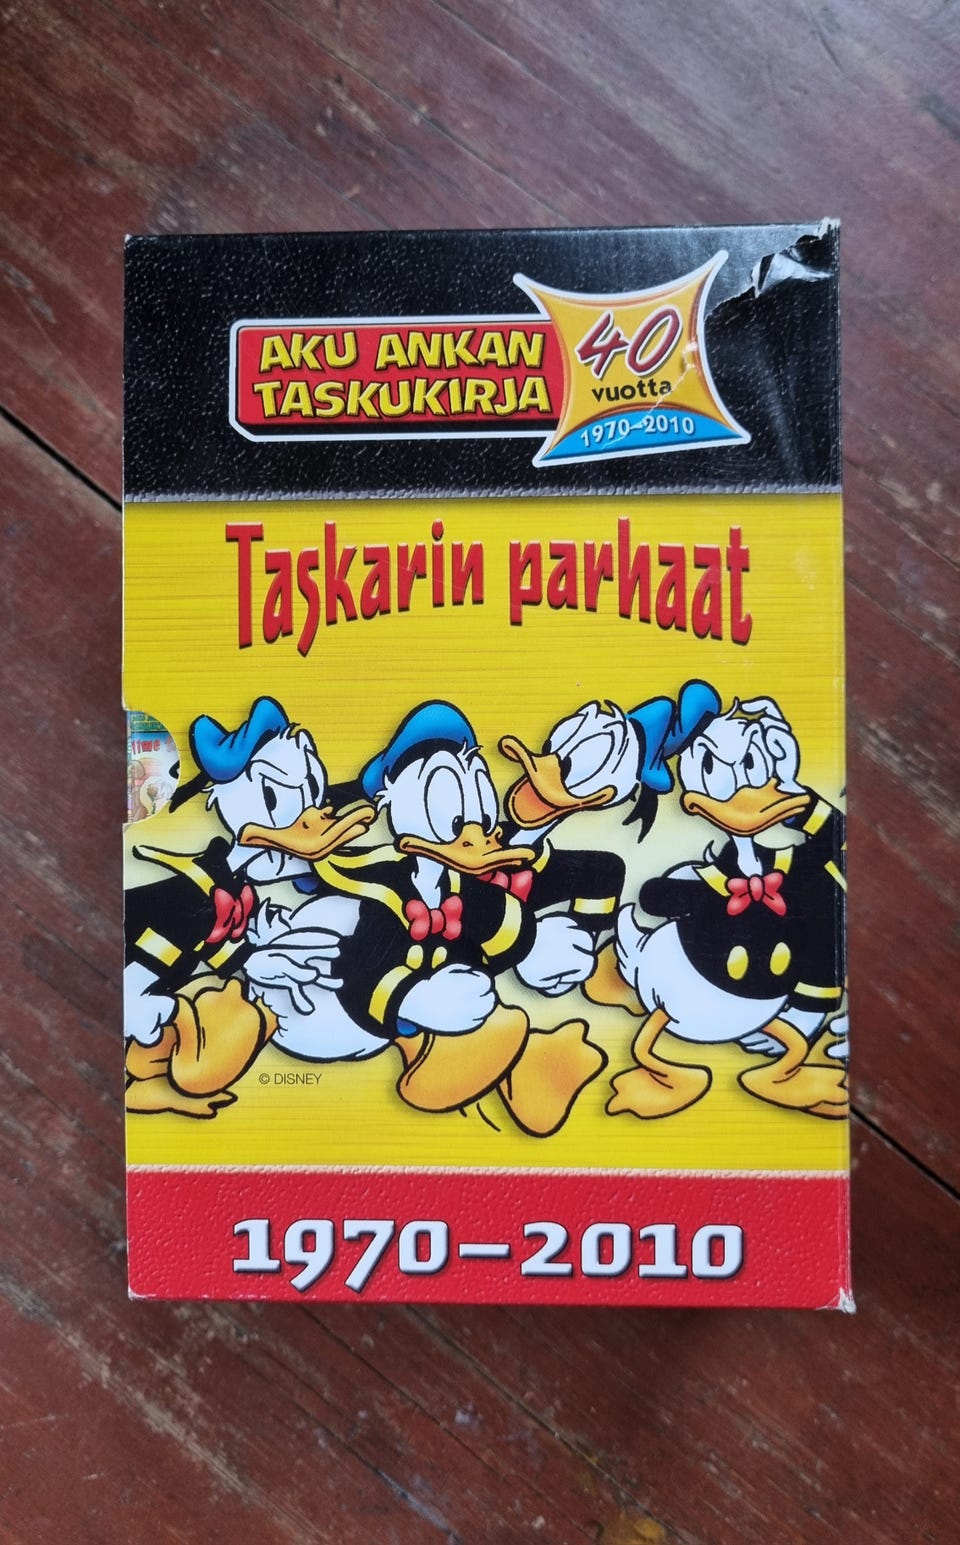 AKU ANKAN
TASKUKIRJA
40
vuotta
1970–2010
Taskarin parhaat
© DISNEY
1970–2010